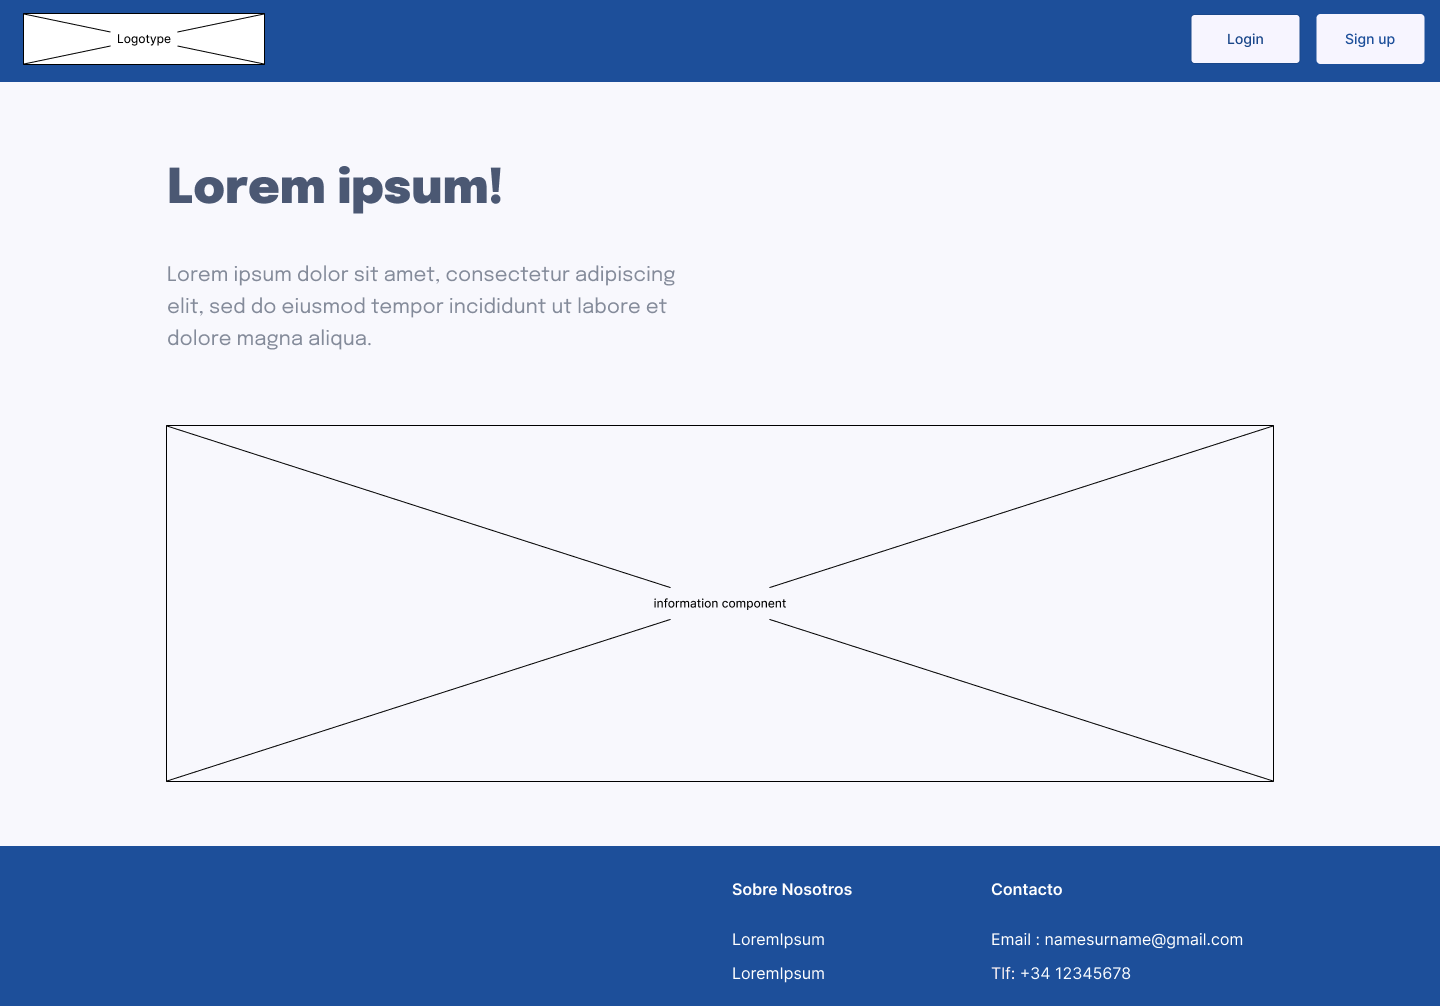 Logotype
Login
Sign up
Lorem ipsum!
Lorem ipsum dolor sit amet, consectetur adipiscing
elit, sed do eiusmod tempor incididunt ut labore et
dolore magna aliqua.
information component
Sobre Nosotros
LoremIpsum
LoremIpsum
Contacto
Email : namesurname@gmail.com
Tlf: +34 12345678